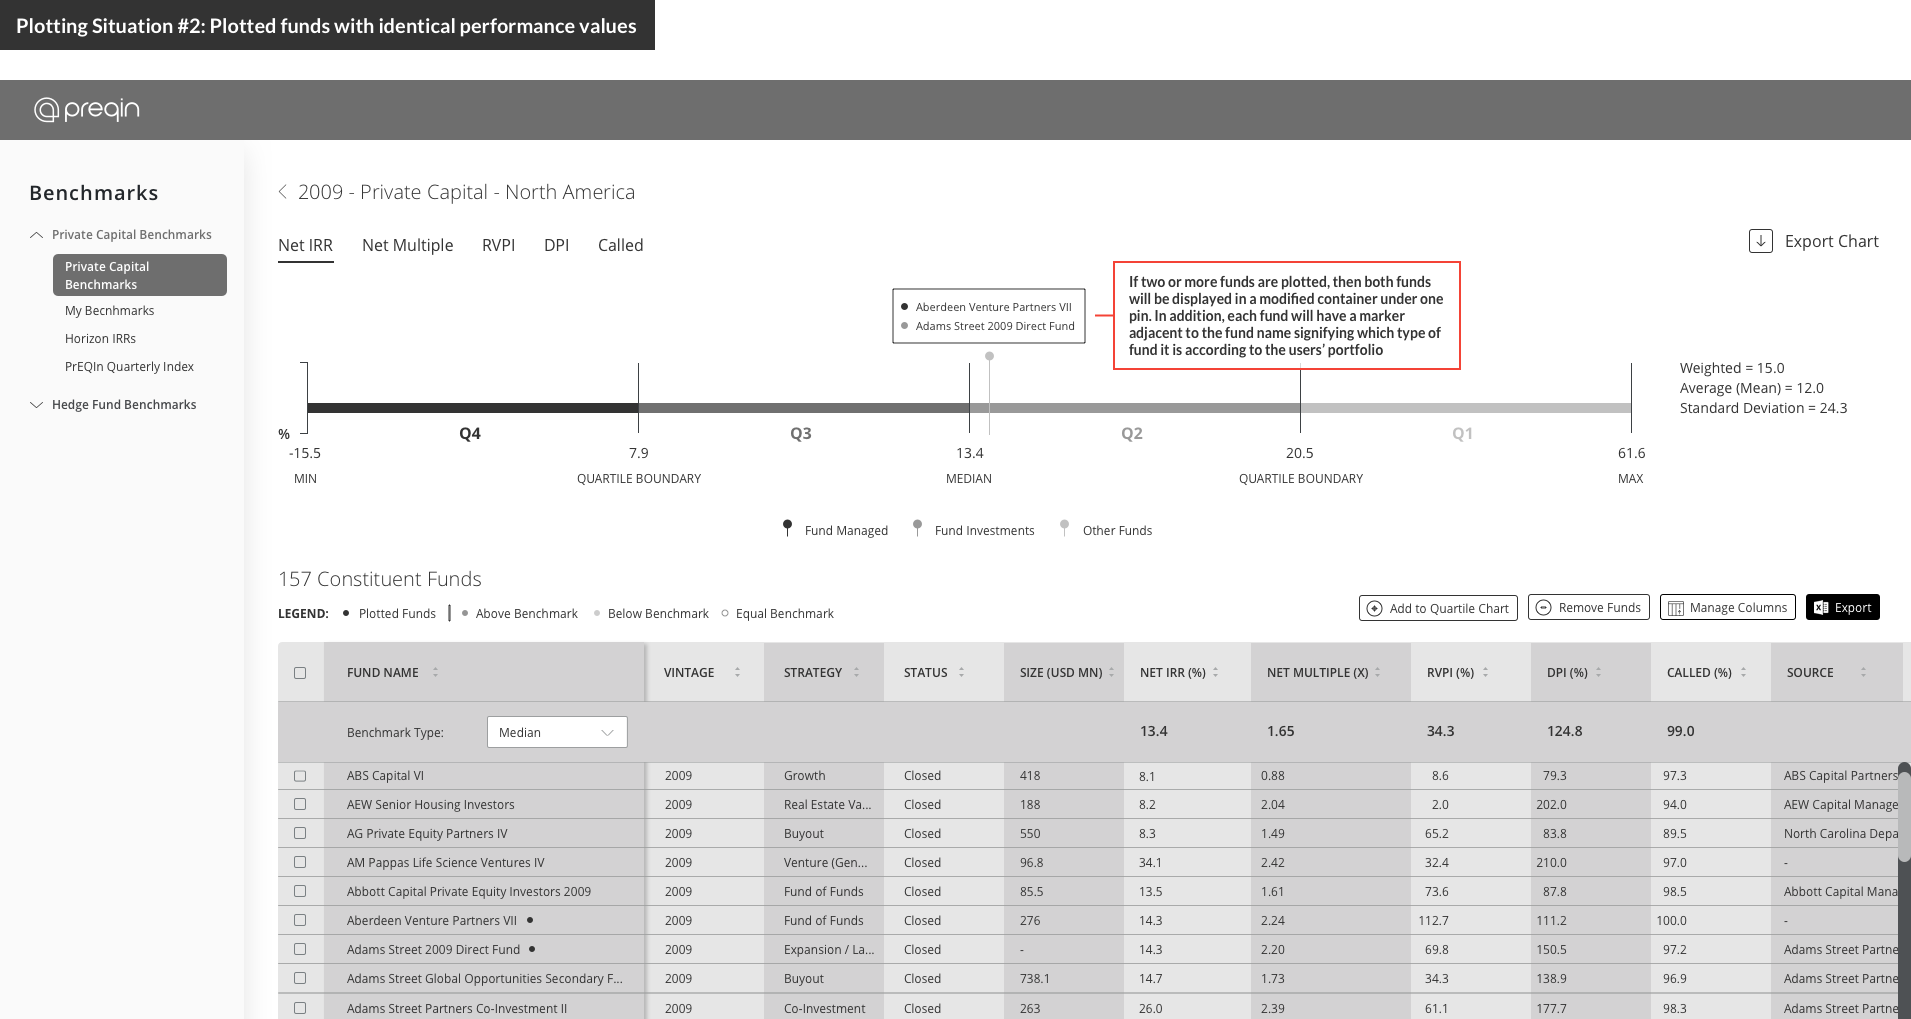 Plotting Situation #2: Plotted funds with identical performance values
preqin
Benchmarks
Private Capital Benchmarks
Private Capital
Benchmarks
My Becnhmarks
Horizon IRRs
PrEQIn Quarterly Index
Hedge Fund Benchmarks
2009 - Private Capital - North America
Net IRR Net Multiple RVPI DPI Called
Export Chart
Aberdeen Venture Partners VII
Adams Street 2009 Direct Fund
If two or more funds are plotted, then both funds
will be displayed in a modified container under one
pin. In addition, each fund will have a marker
adjacent to the fund name signifying which type of
fund it is according to the users' portfolio
Weighted = 15.0
Average (Mean) = 12.0
Standard Deviation = 24.3
% Q4 Q3 Q2 Q1
-15.5 7.9 13.4 20.5 61.6
MIN QUARTILE BOUNDARY MEDIAN QUARTILE BOUNDARY MAX
Fund Managed Fund Investments Other Funds
157 Constituent Funds
LEGEND: Plotted Funds Above Benchmark Below Benchmark Equal Benchmark
Add to Quartile Chart Remove Funds Manage Columns Export
FUND NAME VINTAGE STRATEGY STATUS SIZE (USD MN) NET IRR (%) NET MULTIPLE (X) RVPI (%) DPI (%) CALLED (%) SOURCE
Benchmark Type: Median 13.4 1.65 34.3 124.8 99.0
ABS Capital VI 2009 Growth Closed 418 8.1 0.88 8.6 79.3 97.3 ABS Capital Partners
AEW Senior Housing Investors 2009 Real Estate Va... Closed 188 8.2 2.04 2.0 202.0 94.0 AEW Capital Manage
AG Private Equity Partners IV 2009 Buyout Closed 550 8.3 1.49 65.2 83.8 89.5 North Carolina Depa
AM Pappas Life Science Ventures IV 2009 Venture (Gen... Closed 96.8 34.1 2.42 32.4 210.0 97.0 -
Abbott Capital Private Equity Investors 2009 2009 Fund of Funds Closed 85.5 13.5 1.61 73.6 87.8 98.5 Abbott Capital Mana
Aberdeen Venture Partners VII 2009 Fund of Funds Closed 276 14.3 2.24 112.7 111.2 100.0 -
Adams Street 2009 Direct Fund 2009 Expansion / La... Closed - 14.3 2.20 69.8 150.5 97.2 Adams Street Partne
Adams Street Global Opportunities Secondary F... 2009 Buyout Closed 738.1 14.7 1.73 34.3 138.9 96.9 Adams Street Partne
Adams Street Partners Co-Investment II 2009 Co-Investment Closed 263 26.0 2.39 61.1 177.7 98.3 Adams Street Partne